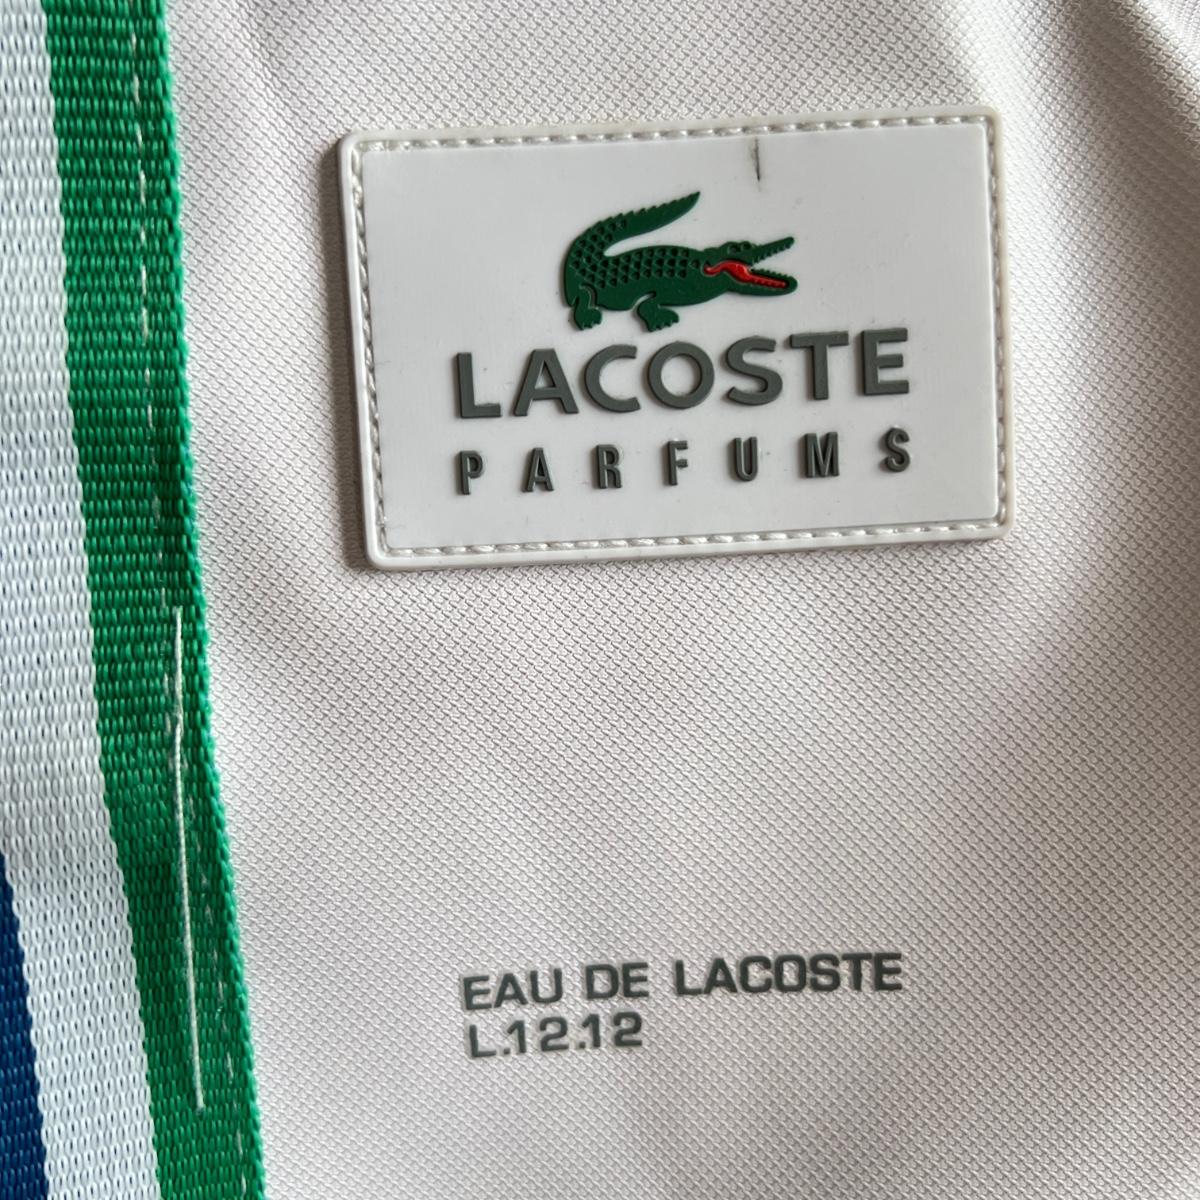 LACOSTE
PARFUMS
EAU DE LACOSTE
L.12.12